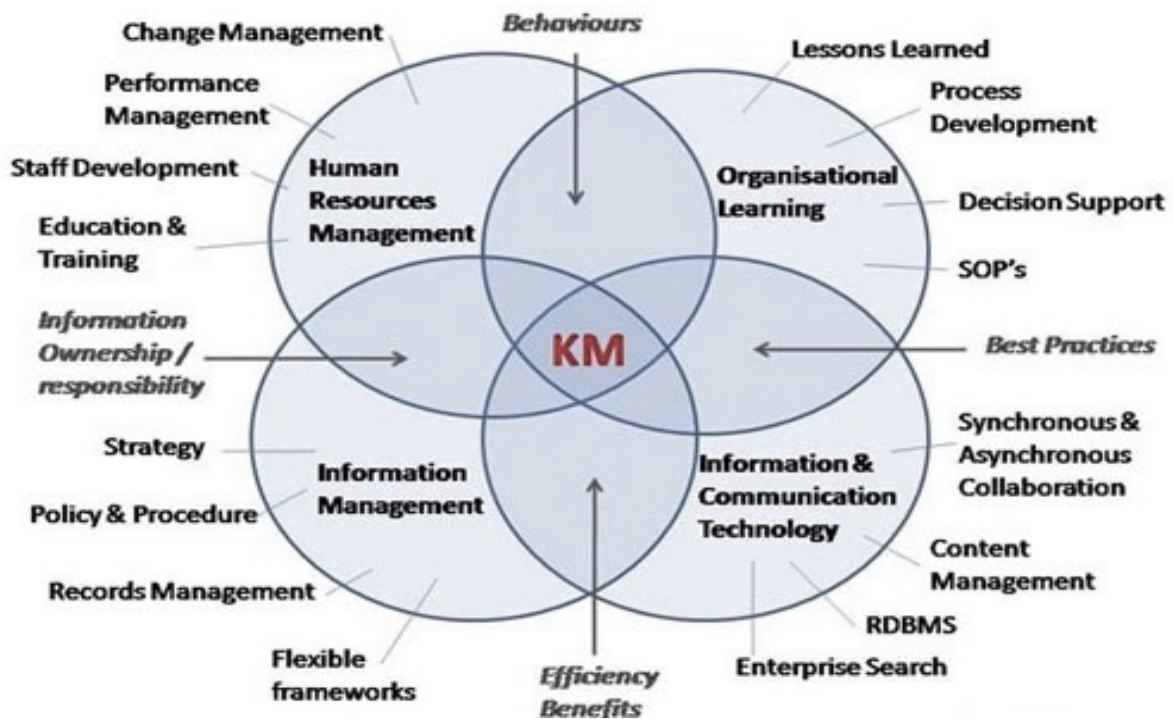 Behaviours
Change Management
Performance
Management
Staff Development
Education &
Training
Human
Resources
Management
Lessons Learned
Process
Development
Organisational
Learning
Decision Support
SOP's
Information
Ownership /
responsibility
KM
Best Practices
Strategy
Policy & Procedure
Records Management
Flexible
frameworks
Information
Management
Information &
Communication
Technology
Synchronous &
Asynchronous
Collaboration
Content
Management
RDBMS
Enterprise Search
Efficiency
Benefits